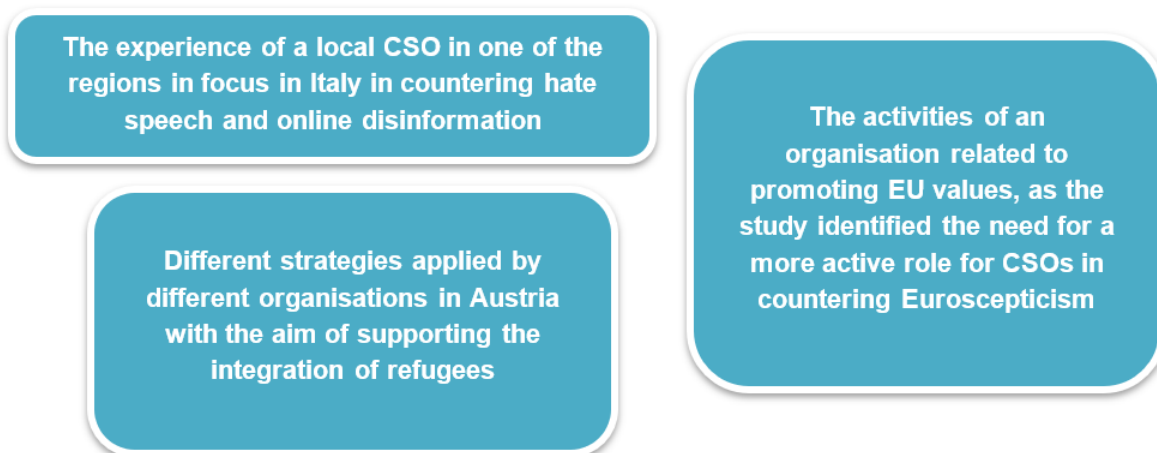 The experience of a local CSO in one of the
regions in focus in Italy in countering hate
speech and online disinformation
The activities of an
organisation related to
promoting EU values, as the
study identified the need for a
more active role for CSOs in
countering Euroscepticism
Different strategies applied by
different organisations in Austria
with the aim of supporting the
integration of refugees